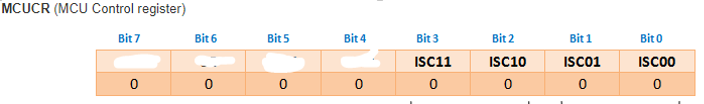 MCUCR (MCU Control register)
Bit 7 Bit 6 Bit 5 Bit 4 Bit 3 Bit 2 Bit 1 Bit 0
ISC11 ISC10 ISC01 ISC00
0 0 0 0 0 0 0 0